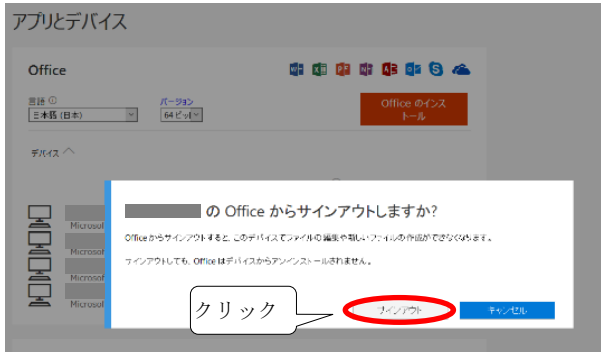 アプリとデバイス
Office
言語
バージョン
日本語 (日本)
64 ビット
Office のインス
トール
デバイス
の Office からサインアウトしますか?
Office からサインアウトすると、このデバイスでファイルの編集や新しいファイルの作成ができなくなります。
サインアウトしても、Office はデバイスからアンインストールされません。
Microsof
Microsof
Microsof
Microsof
クリック
サインアウト
キャンセル